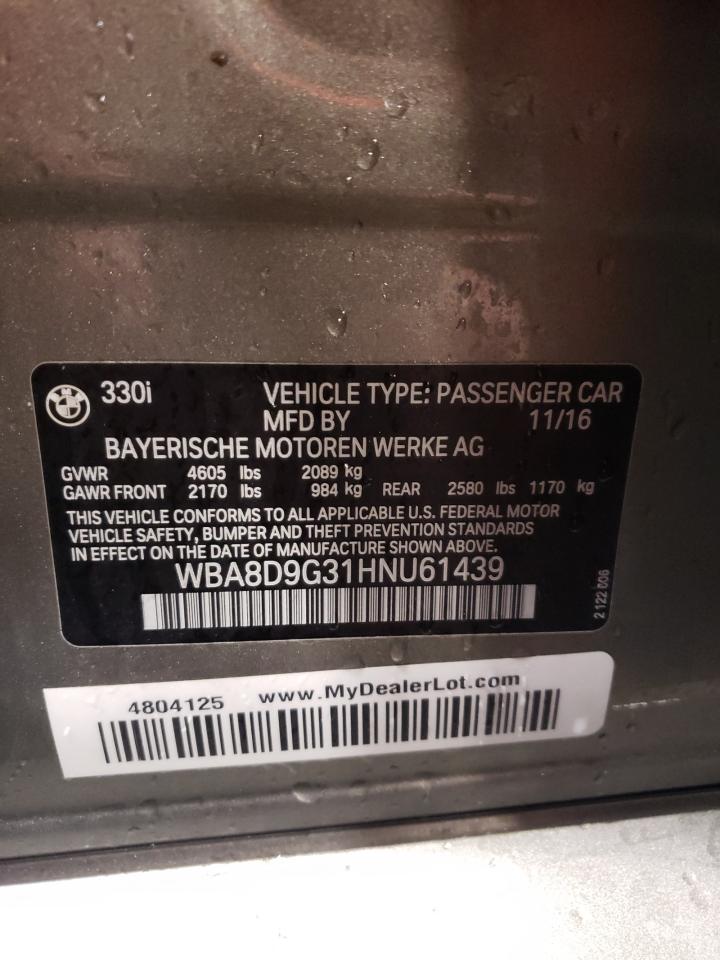 330i VEHICLE TYPE: PASSENGER CAR
MFD BY 11/16
BAYERISCHE MOTOREN WERKE AG
GVWR 4605 lbs 2089 kg
GAWR FRONT 2170 lbs 984 kg REAR 2580 lbs 1170 kg
THIS VEHICLE CONFORMS TO ALL APPLICABLE U.S. FEDERAL MOTOR
VEHICLE SAFETY, BUMPER AND THEFT PREVENTION STANDARDS
IN EFFECT ON THE DATE OF MANUFACTURE SHOWN ABOVE.
WBA8D9G31HNU61439
2 122 006
4804125 www.MyDealerLot.com